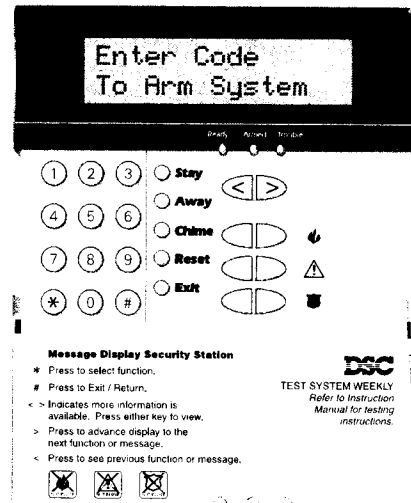 Enter Code
To Arm System
Ready Armed Trouble
1 2 3
Stay
< >
Away
4 5 6
Chime
7 8 9
Reset
* 0 #
Exit
Message Display Security Station
DSC
* Press to select function.
# Press to Exit / Return.
< > Indicates more information is
available. Press either key to view.
> Press to advance display to the
next function or message.
< Press to see previous function or message.
TEST SYSTEM WEEKLY
Refer to Instruction
Manual for testing
instructions.